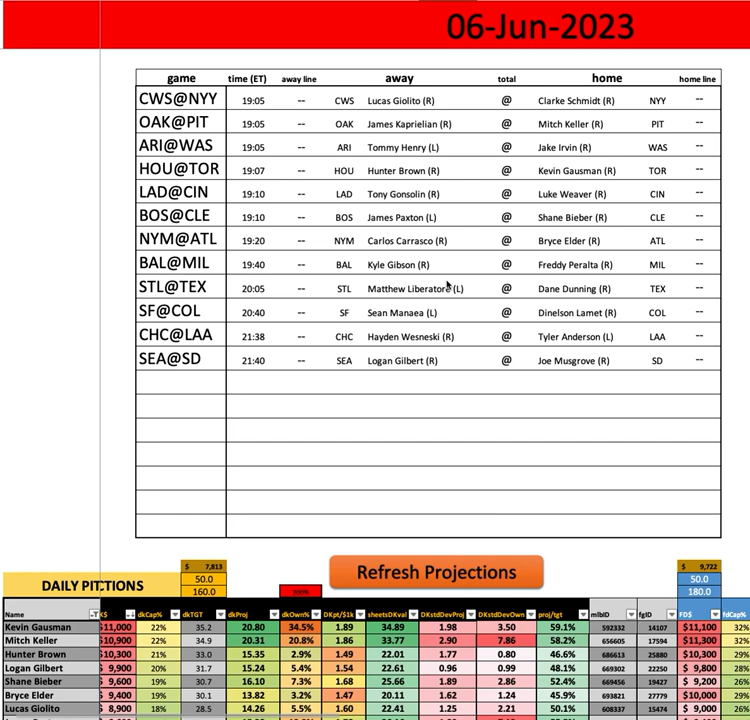 06-Jun-2023
game time (ET) away line away total home home line
CWS@NYY 19:05 -- CWS Lucas Giolito (R) @ Clarke Schmidt (R) NYY --
OAK@PIT 19:05 -- OAK James Kaprielian (R) @ Mitch Keller (R) PIT --
ARI@WAS 19:05 -- ARI Tommy Henry (L) @ Jake Irvin (R) WAS --
HOU@TOR 19:07 -- HOU Hunter Brown (R) @ Kevin Gausman (R) TOR --
LAD@CIN 19:10 -- LAD Tony Gonsolin (R) @ Luke Weaver (R) CIN --
BOS@CLE 19:10 -- BOS James Paxton (L) @ Shane Bieber (R) CLE --
NYM@ATL 19:20 -- NYM Carlos Carrasco (R) @ Bryce Elder (R) ATL --
BAL@MIL 19:40 -- BAL Kyle Gibson (R) @ Freddy Peralta (R) MIL --
STL@TEX 20:05 -- STL Matthew Liberatore (L) @ Dane Dunning (R) TEX --
SF@COL 20:40 -- SF Sean Manaea (L) @ Dinelson Lamet (R) COL --
CHC@LAA 21:38 -- CHC Hayden Wesneski (R) @ Tyler Anderson (L) LAA --
SEA@SD 21:40 -- SEA Logan Gilbert (R) @ Joe Musgrove (R) SD --
$ 7,813 Refresh Projections $ 9,722
DAILY PITCTIONS 50.0 50.0
160.0 180.0
Name K$ dkCap% dkTGT dkProj dkOwn% DKpt/$1k sheetsDKval DKstdDevProj DKstdDevOwn proj/tgt mlbID fgID FD$ fdCap%
Kevin Gausman $11,000 22% 35.2 20.80 34.5% 1.89 34.89 1.98 3.50 59.1% 592332 14107 $11,100 32%
Mitch Keller $10,900 22% 34.9 20.31 20.8% 1.86 33.77 2.90 7.86 58.2% 656605 17594 $11,300 32%
Hunter Brown $10,300 21% 33.0 15.35 2.9% 1.49 22.01 1.77 0.80 46.6% 686613 25880 $10,300 29%
Logan Gilbert $ 9,900 20% 31.7 15.24 5.4% 1.54 22.61 0.96 0.99 48.1% 669302 22250 $ 9,800 28%
Shane Bieber $ 9,600 19% 30.7 16.10 7.3% 1.68 25.66 1.89 2.86 52.4% 669456 19427 $ 9,200 26%
Bryce Elder $ 9,400 19% 30.1 13.82 3.2% 1.47 20.11 1.62 1.24 45.9% 693821 27779 $10,000 29%
Lucas Giolito $ 8,900 18% 28.5 14.26 5.5% 1.60 22.41 2.25 2.21 50.1% 608337 15474 $ 9,000 26%